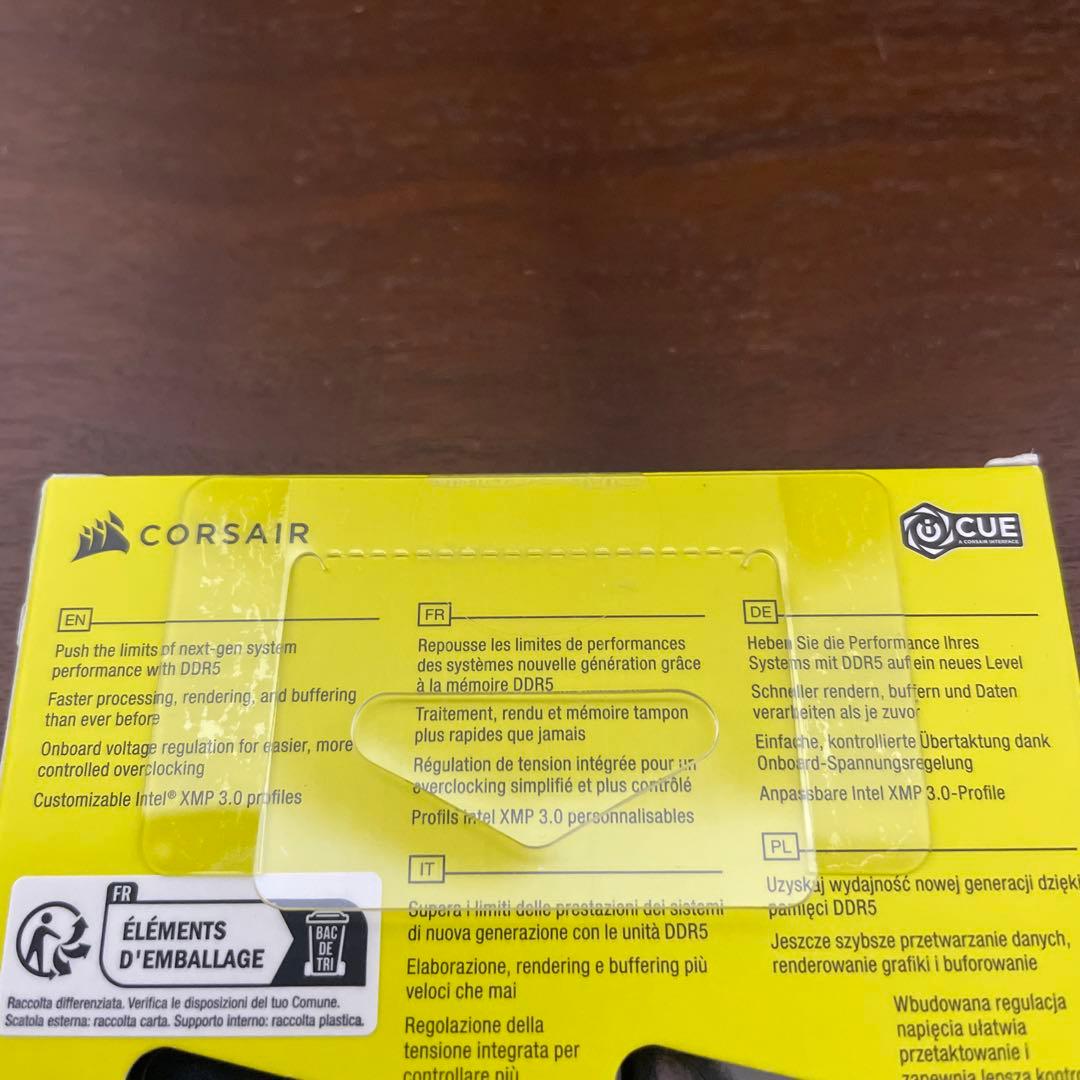 CORSAIR
iCUE
A CORSAIR INTERFACE
EN
Push the limits of next-gen system
performance with DDR5
Faster processing, rendering, and buffering
than ever before
Onboard voltage regulation for easier, more
controlled overclocking
Customizable Intel® XMP 3.0 profiles
FR
Repousse les limites de performances
des systèmes nouvelle génération grâce
à la mémoire DDR5
Traitement, rendu et mémoire tampon
plus rapides que jamais
Régulation de tension intégrée pour un
overclocking simplifié et plus contrôlé
Profils Intel XMP 3.0 personnalisables
DE
Heben Sie die Performance Ihres
Systems mit DDR5 auf ein neues Level
Schneller rendern, buffern und Daten
verarbeiten als je zuvor
Einfache, kontrollierte Übertaktung dank
Onboard-Spannungsregelung
Anpassbare Intel XMP 3.0-Profile
FR
ÉLÉMENTS
D'EMBALLAGE
BAC
DE
TRI
Raccolta differenziata. Verifica le disposizioni del tuo Comune.
Scatola esterna: raccolta carta. Supporto interno: raccolta plastica.
IT
Supera i limiti delle prestazioni dei sistemi
di nuova generazione con le unità DDR5
Elaborazione, rendering e buffering più
veloci che mai
Regolazione della
tensione integrata per
controllare più
PL
Uzyskaj wydajność nowej generacji dzięki
pamięci DDR5
Jeszcze szybsze przetwarzanie danych,
renderowanie grafiki i buforowanie
Wbudowana regulacja
napięcia ułatwia
przetaktowanie i
zapewnia lepszą